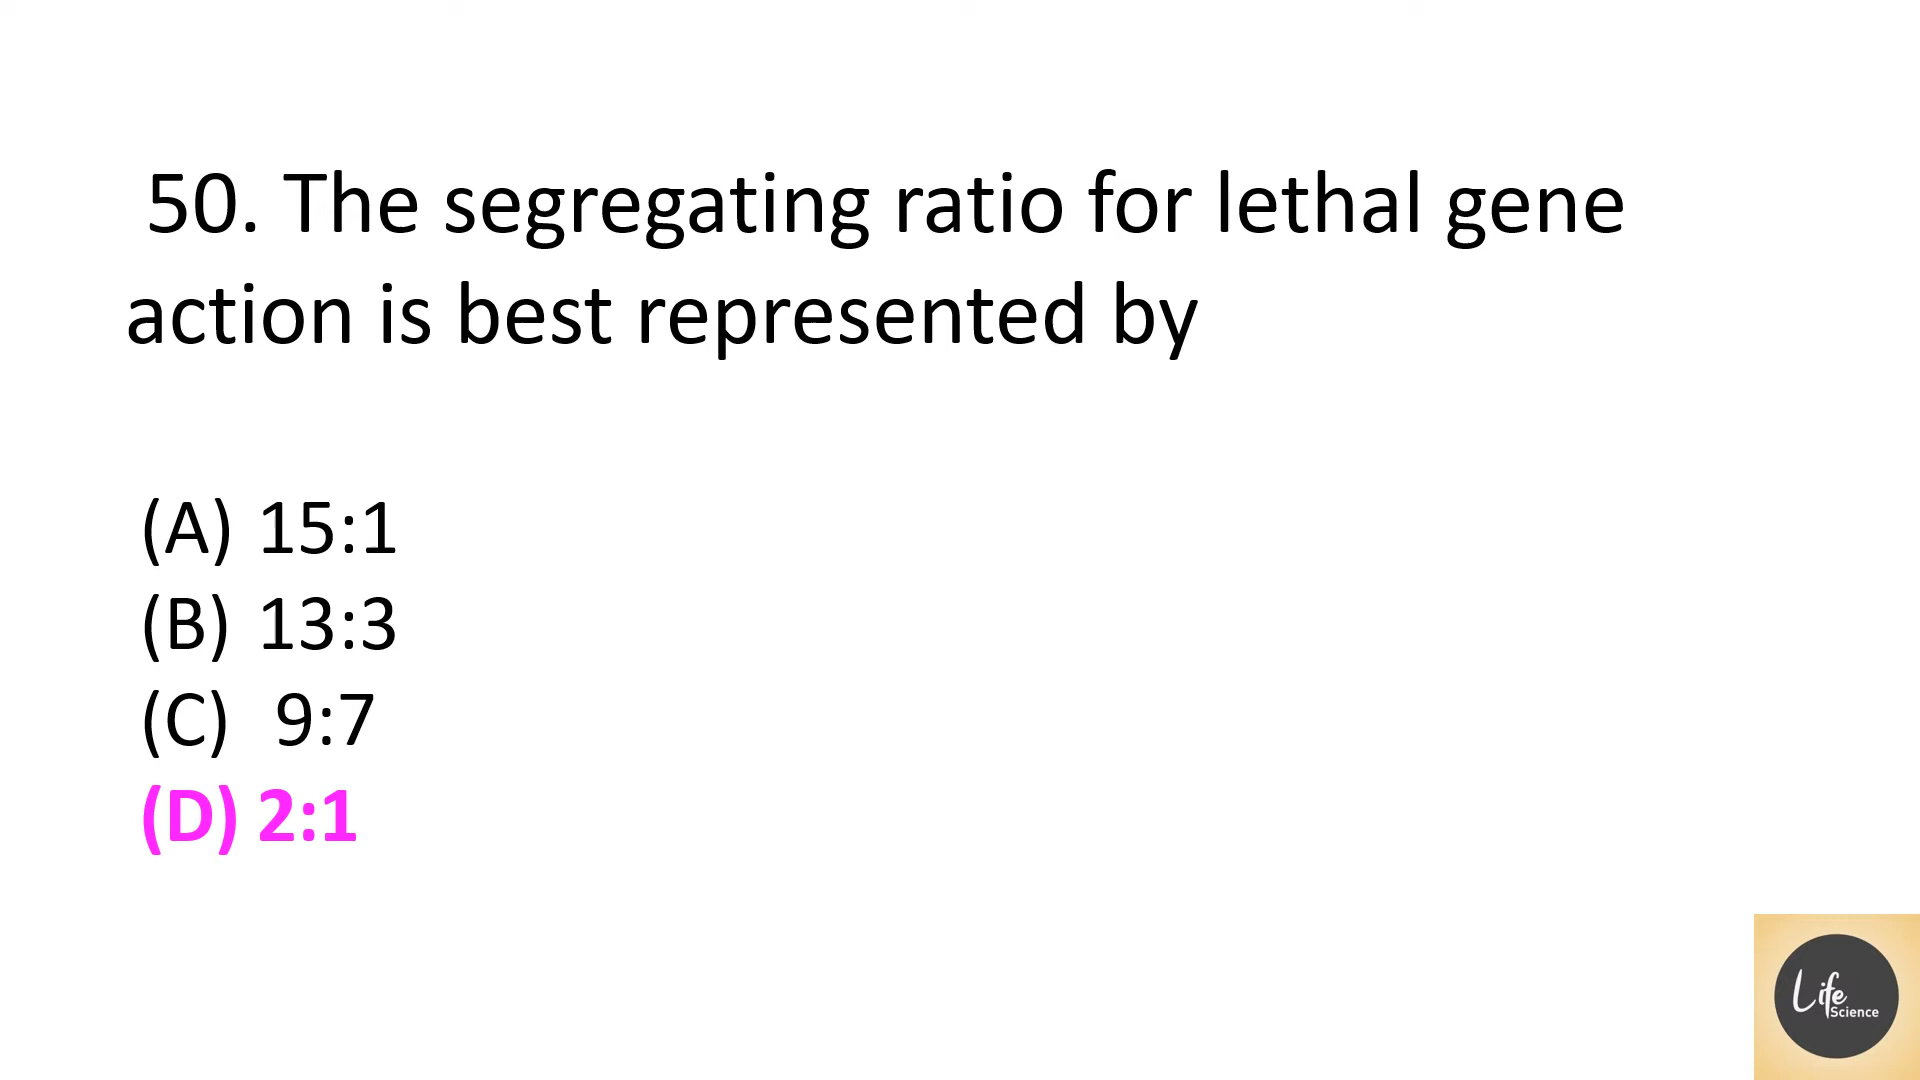 50. The segregating ratio for lethal gene
action is best represented by
(A) 15:1
(B) 13:3
(C) 9:7
(D) 2:1
Life
Science